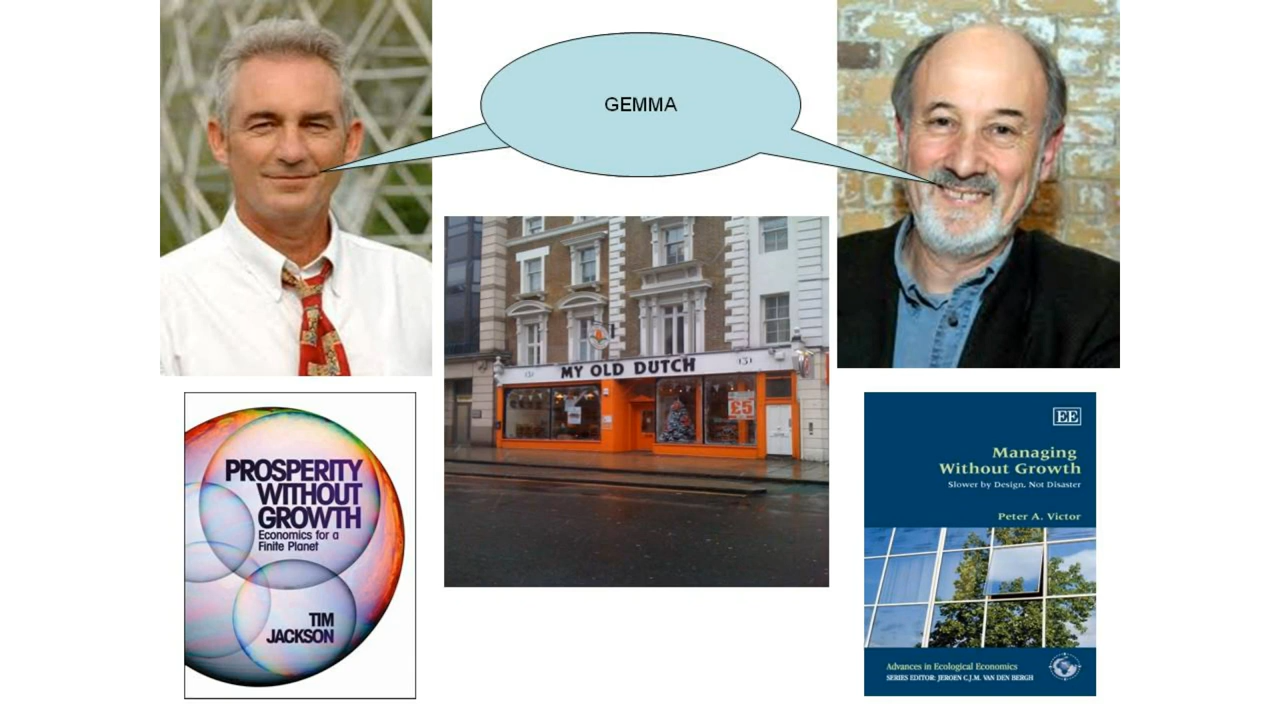 GEMMA
131
MY OLD DUTCH
131
£5
PROSPERITY
WITHOUT
GROWTH
Economics for a
Finite Planet
TIM
JACKSON
EE
Managing
Without Growth
Slower by Design, Not Disaster
Peter A. Victor
Advances in Ecological Economics
SERIES EDITOR: JEROEN C.J.M. VAN DEN BERGH